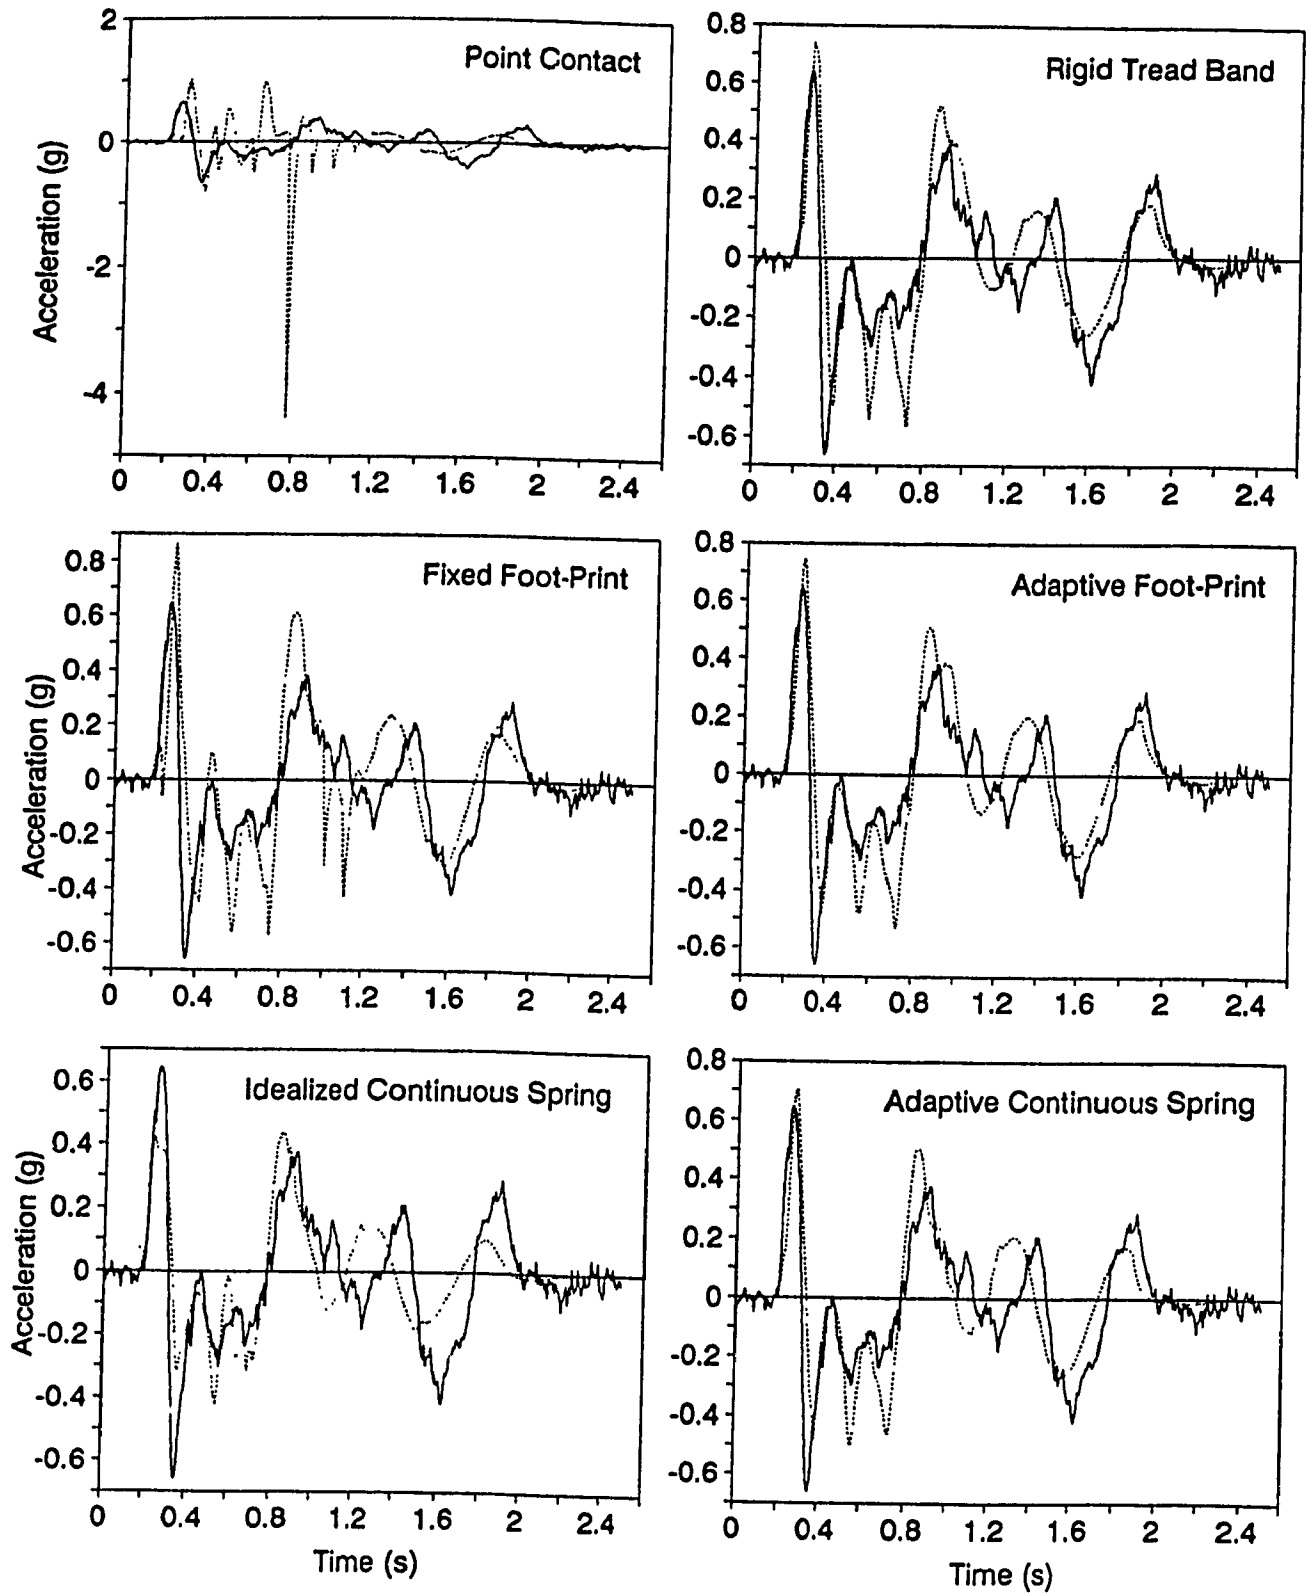 Point Contact
Acceleration (g)
2
0
-2
-4
0 0.4 0.8 1.2 1.6 2 2.4
Rigid Tread Band
0.8
0.6
0.4
0.2
0
-0.2
-0.4
-0.6
0 0.4 0.8 1.2 1.6 2 2.4
Fixed Foot-Print
Acceleration (g)
0.8
0.6
0.4
0.2
0
-0.2
-0.4
-0.6
0 0.4 0.8 1.2 1.6 2 2.4
Adaptive Foot-Print
0.8
0.6
0.4
0.2
0
-0.2
-0.4
-0.6
0 0.4 0.8 1.2 1.6 2 2.4
Idealized Continuous Spring
Acceleration (g)
0.6
0.4
0.2
0
-0.2
-0.4
-0.6
0 0.4 0.8 1.2 1.6 2 2.4
Time (s)
Adaptive Continuous Spring
0.8
0.6
0.4
0.2
0
-0.2
-0.4
-0.6
0 0.4 0.8 1.2 1.6 2 2.4
Time (s)